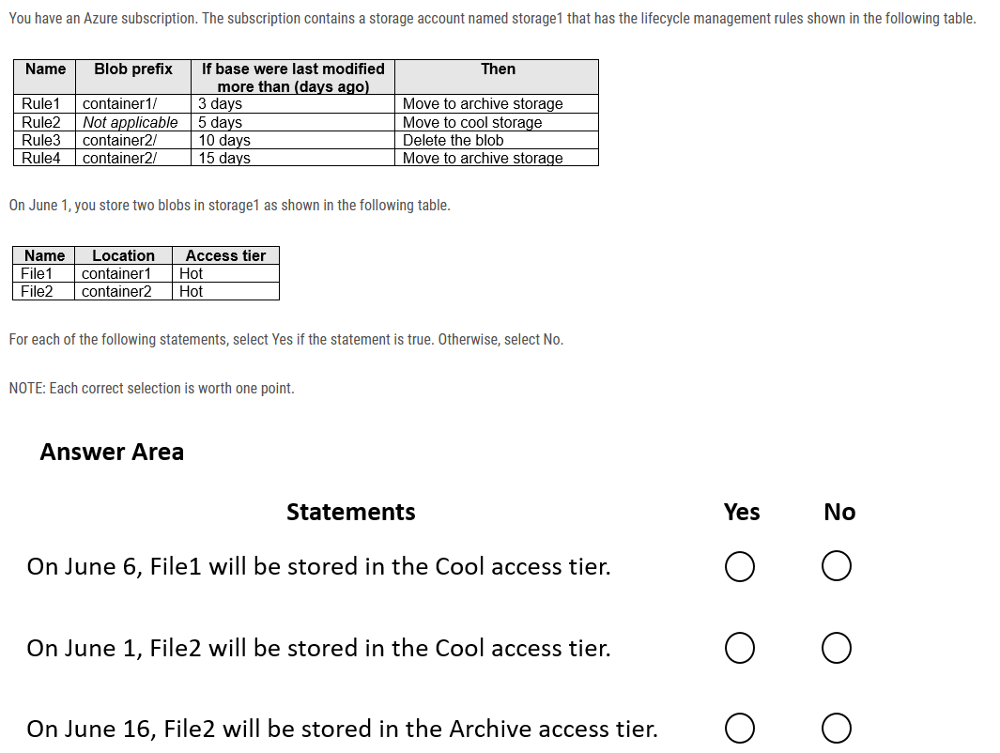 You have an Azure subscription. The subscription contains a storage account named storage1 that has the lifecycle management rules shown in the following table.
Name Blob prefix If base were last modified more than (days ago) Then
Rule1 container1/ 3 days Move to archive storage
Rule2 Not applicable 5 days Move to cool storage
Rule3 container2/ 10 days Delete the blob
Rule4 container2/ 15 days Move to archive storage
On June 1, you store two blobs in storage1 as shown in the following table.
Name Location Access tier
File1 container1 Hot
File2 container2 Hot
For each of the following statements, select Yes if the statement is true. Otherwise, select No.
NOTE: Each correct selection is worth one point.
Answer Area
Statements Yes No
On June 6, File1 will be stored in the Cool access tier.
On June 1, File2 will be stored in the Cool access tier.
On June 16, File2 will be stored in the Archive access tier.